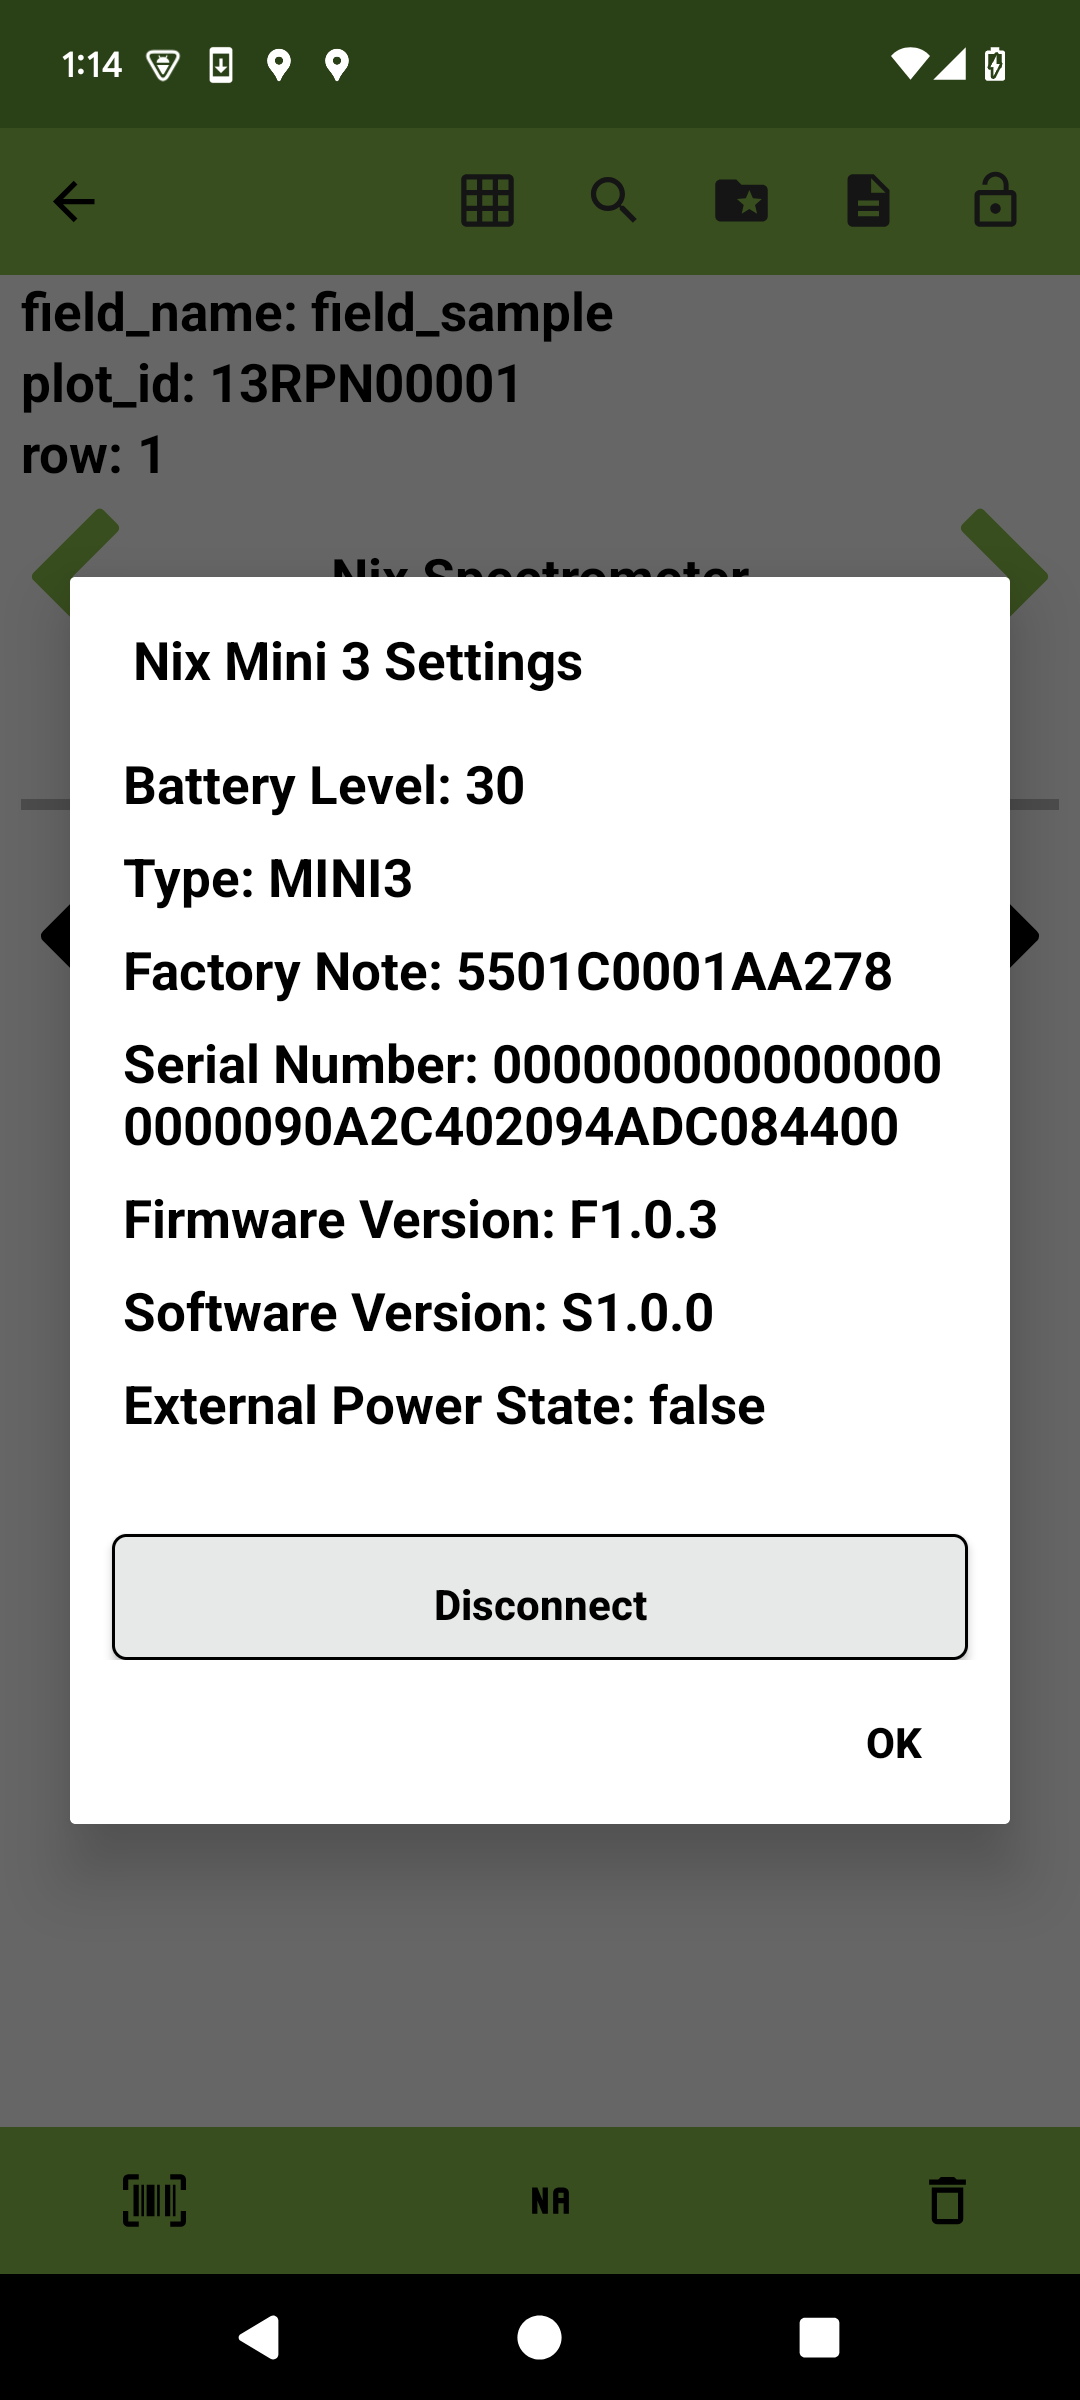 1:14
field_name: field_sample
plot_id: 13RPN00001
row: 1
Nix Spectrometer
Nix Mini 3 Settings
Battery Level: 30
Type: MINI3
Factory Note: 5501C0001AA278
Serial Number: 000000000000000
0000090A2C402094ADC084400
Firmware Version: F1.0.3
Software Version: S1.0.0
External Power State: false
Disconnect
OK
NA